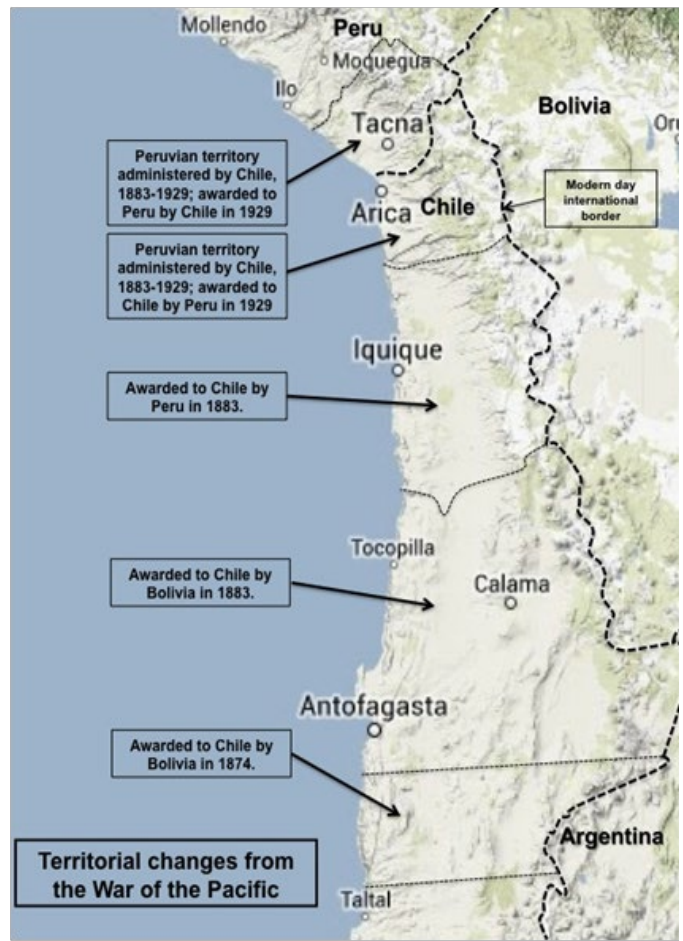 Mollendo
Peru
Moquegua
Ilo
Bolivia
Oru
Tacna
Peruvian territory
administered by Chile,
1883-1929; awarded to
Peru by Chile in 1929
Modern day
international
border
Arica
Chile
Peruvian territory
administered by Chile,
1883-1929; awarded to
Chile by Peru in 1929
Iquique
Awarded to Chile by
Peru in 1883.
Tocopilla
Calama
Awarded to Chile by
Bolivia in 1883.
Antofagasta
Awarded to Chile by
Bolivia in 1874.
Argentina
Territorial changes from
the War of the Pacific
Taltal